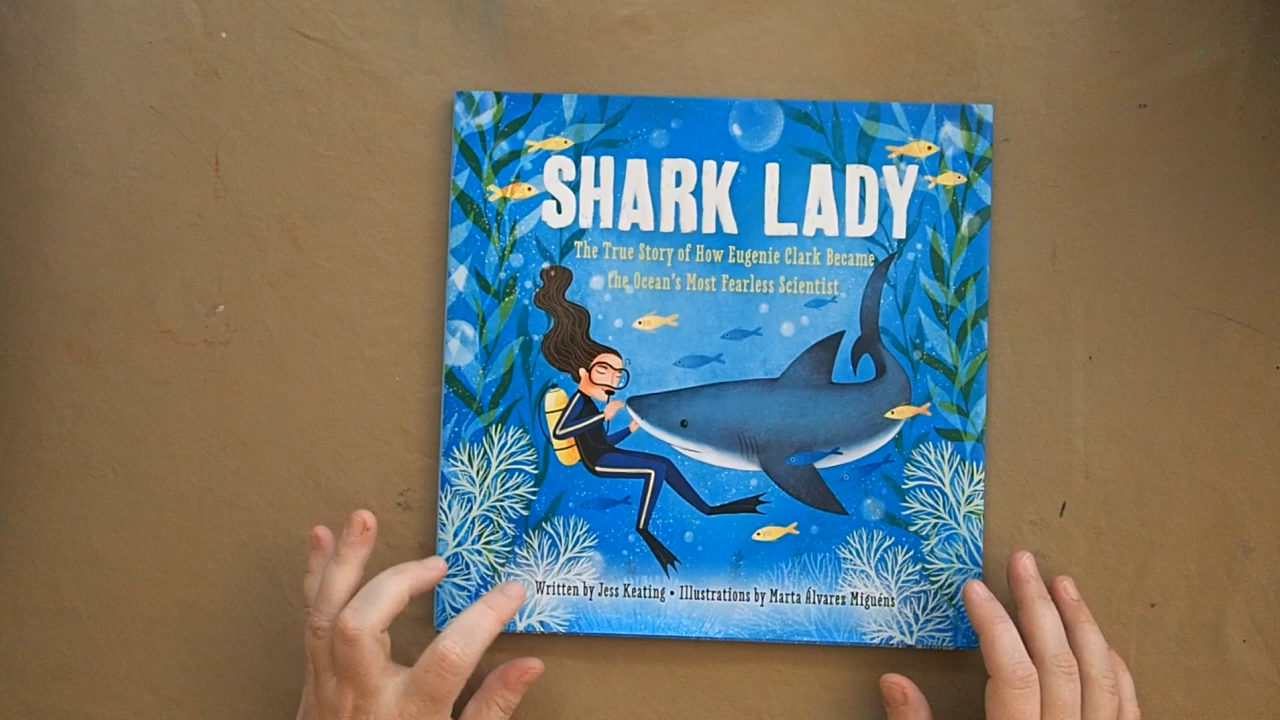 SHARK LADY
The True Story of How Eugenie Clark Became
the Ocean's Most Fearless Scientist
Written by Jess Keating • Illustrations by Marta Álvarez Miguéns